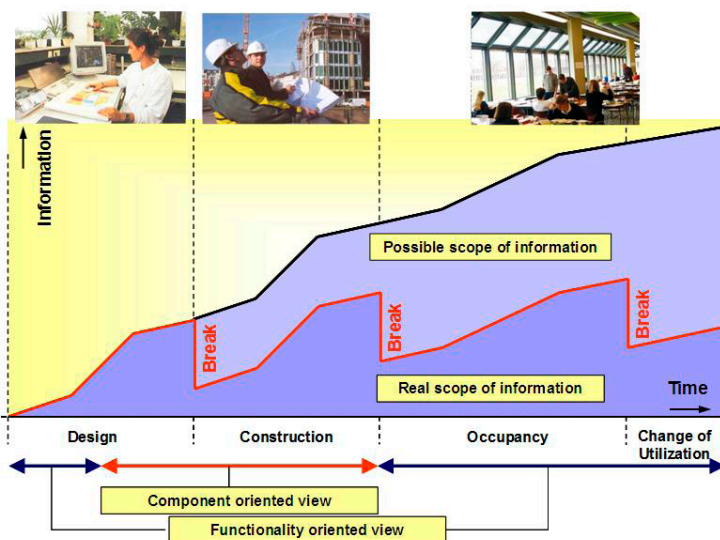 Information
Possible scope of information
Break
Break
Break
Real scope of information
Time
Design
Construction
Occupancy
Change of
Utilization
Component oriented view
Functionality oriented view